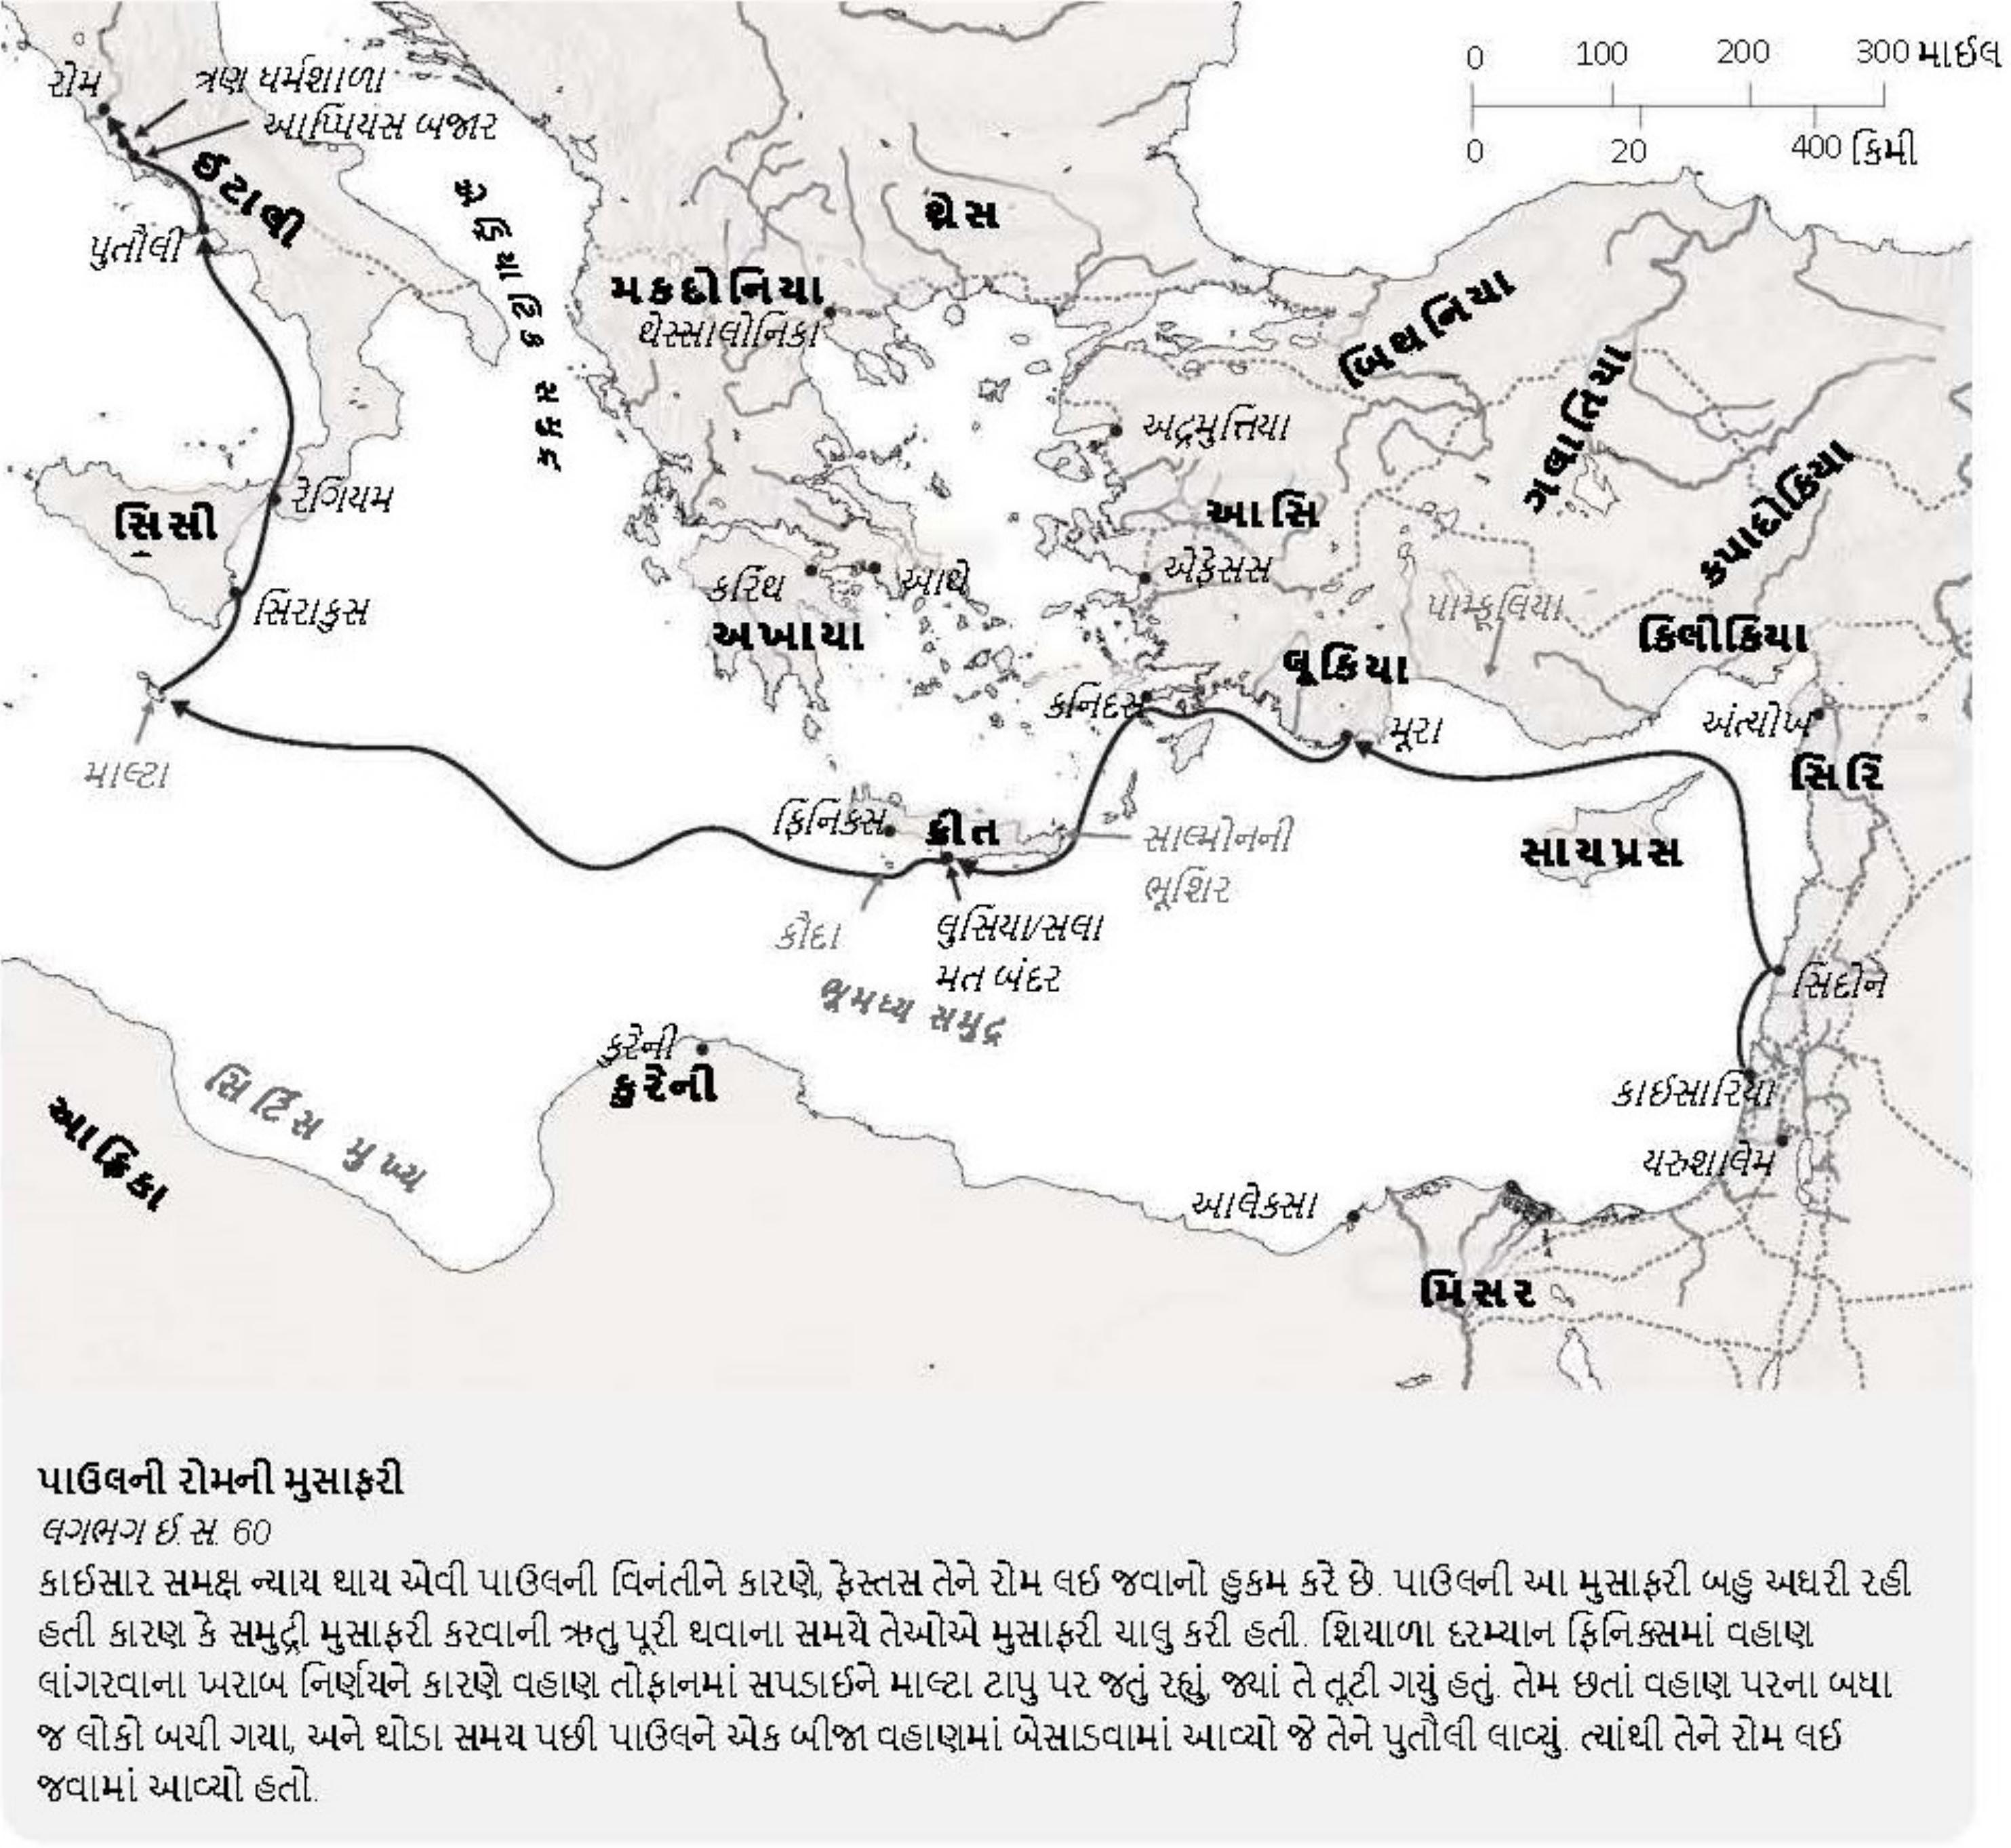 0 100 200 300 માઈલ
0 20 400 કિમી
રોમ
ત્રણ ધર્મશાળા
આપ્પિયસ બજાર
ઈટાલી
પુતૌલી
એડ્રિયાટિક સમુદ્ર
થ્રેસ
મકદોનિયા
થેસ્સાલોનિકા
બિથનિયા
ગલાતિયા
કપાદોકિયા
અદ્રમુત્તિયા
આસિ
એફેસસ
પામ્ફૂલિયા
કિલીકિયા
લૂકિયા
રેગિયમ
સિસી
સિરાકુસ
માલ્ટા
કરિંથ
આથે
અખાયા
કનિદસ
મૂરા
અંત્યોખ
સિરિ
સાયપ્રસ
ફિનિક્સ
ક્રીત
સાલ્મોનની
ભૂશિર
કૌદા
લુસિયા/સલા
મત બંદર
ભૂમધ્ય સમુદ્ર
સિદોને
કાઈસારિયા
યરુશાલેમ
કુરેની
કુરેની
સિર્ટિસ મુખ્ય
આફ્રિકા
આલેક્સા
મિસર
પાઉલની રોમની મુસાફરી
લગભગ ઈ.સ. 60
કાઈસાર સમક્ષ ન્યાય થાય એવી પાઉલની વિનંતીને કારણે, ફેસ્તસ તેને રોમ લઈ જવાનો હુકમ કરે છે. પાઉલની આ મુસાફરી બહુ અઘરી રહી
હતી કારણ કે સમુદ્રી મુસાફરી કરવાની ઋતુ પૂરી થવાના સમયે તેઓએ મુસાફરી ચાલુ કરી હતી. શિયાળા દરમ્યાન ફિનિક્સમાં વહાણ
લાંગરવાના ખરાબ નિર્ણયને કારણે વહાણ તોફાનમાં સપડાઈને માલ્ટા ટાપુ પર જતું રહ્યું, જ્યાં તે તૂટી ગયું હતું. તેમ છતાં વહાણ પરના બધા
જ લોકો બચી ગયા, અને થોડા સમય પછી પાઉલને એક બીજા વહાણમાં બેસાડવામાં આવ્યો જે તેને પુતૌલી લાવ્યું. ત્યાંથી તેને રોમ લઈ
જવામાં આવ્યો હતો.